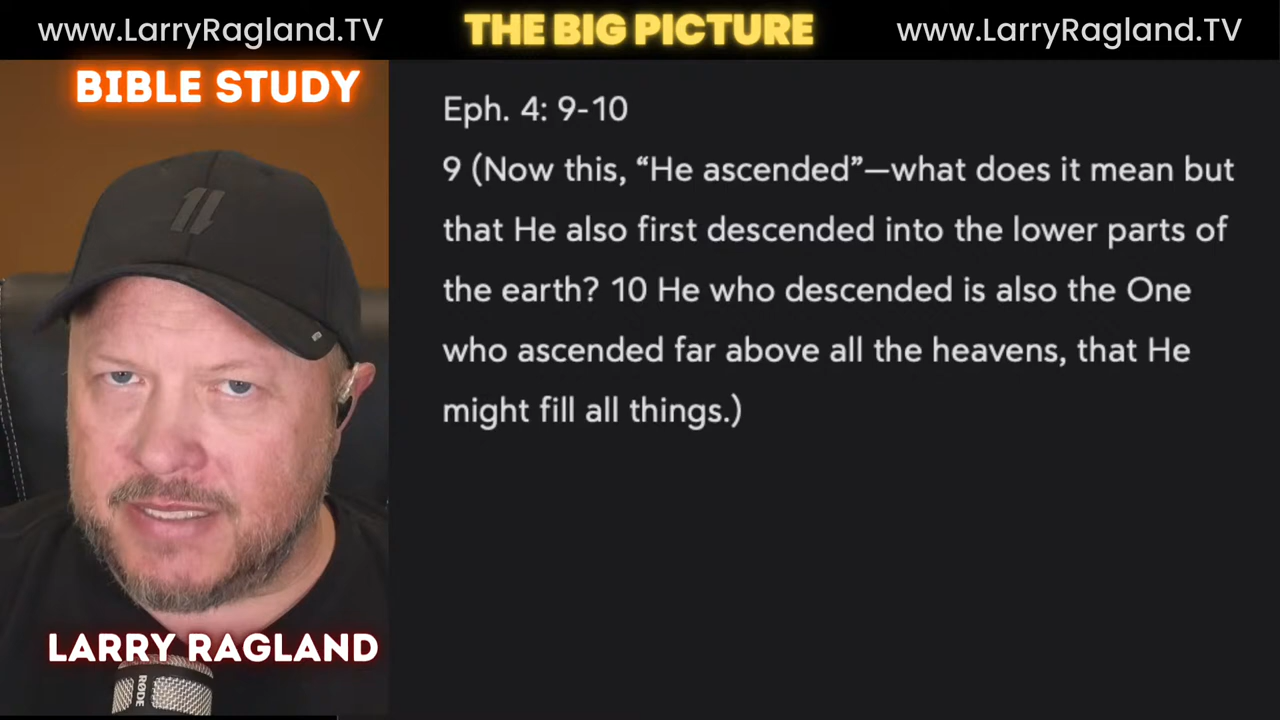 www.LarryRagland.TV
THE BIG PICTURE
www.LarryRagland.TV
BIBLE STUDY
Eph. 4: 9-10
9 (Now this, “He ascended”—what does it mean but
that He also first descended into the lower parts of
the earth? 10 He who descended is also the One
who ascended far above all the heavens, that He
might fill all things.)
LARRY RAGLAND
RØDE